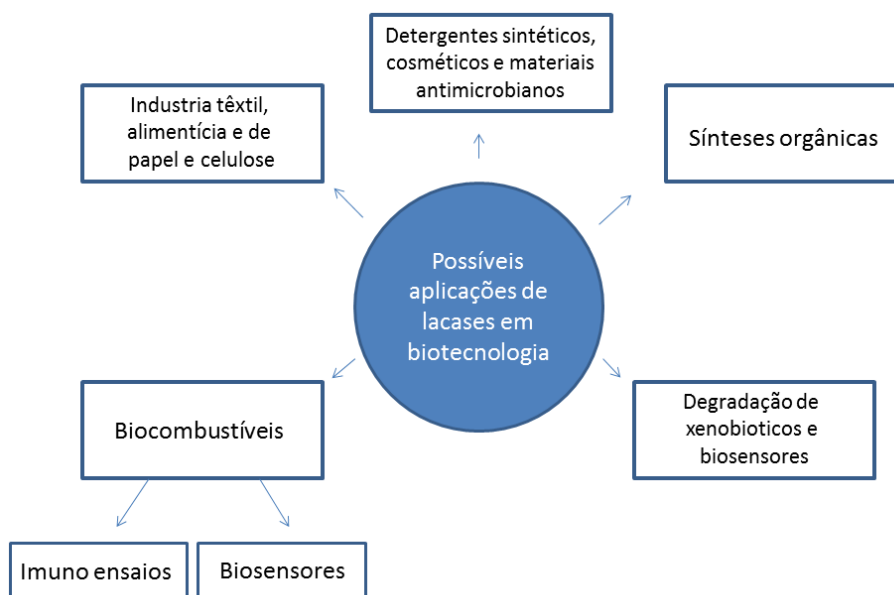 Detergentes sintéticos,
cosméticos e materiais
antimicrobianos
Industria têxtil,
alimentícia e de
papel e celulose
Sínteses orgânicas
Possíveis
aplicações de
lacases em
biotecnologia
Biocombustíveis
Degradação de
xenobioticos e
biosensores
Imuno ensaios
Biosensores